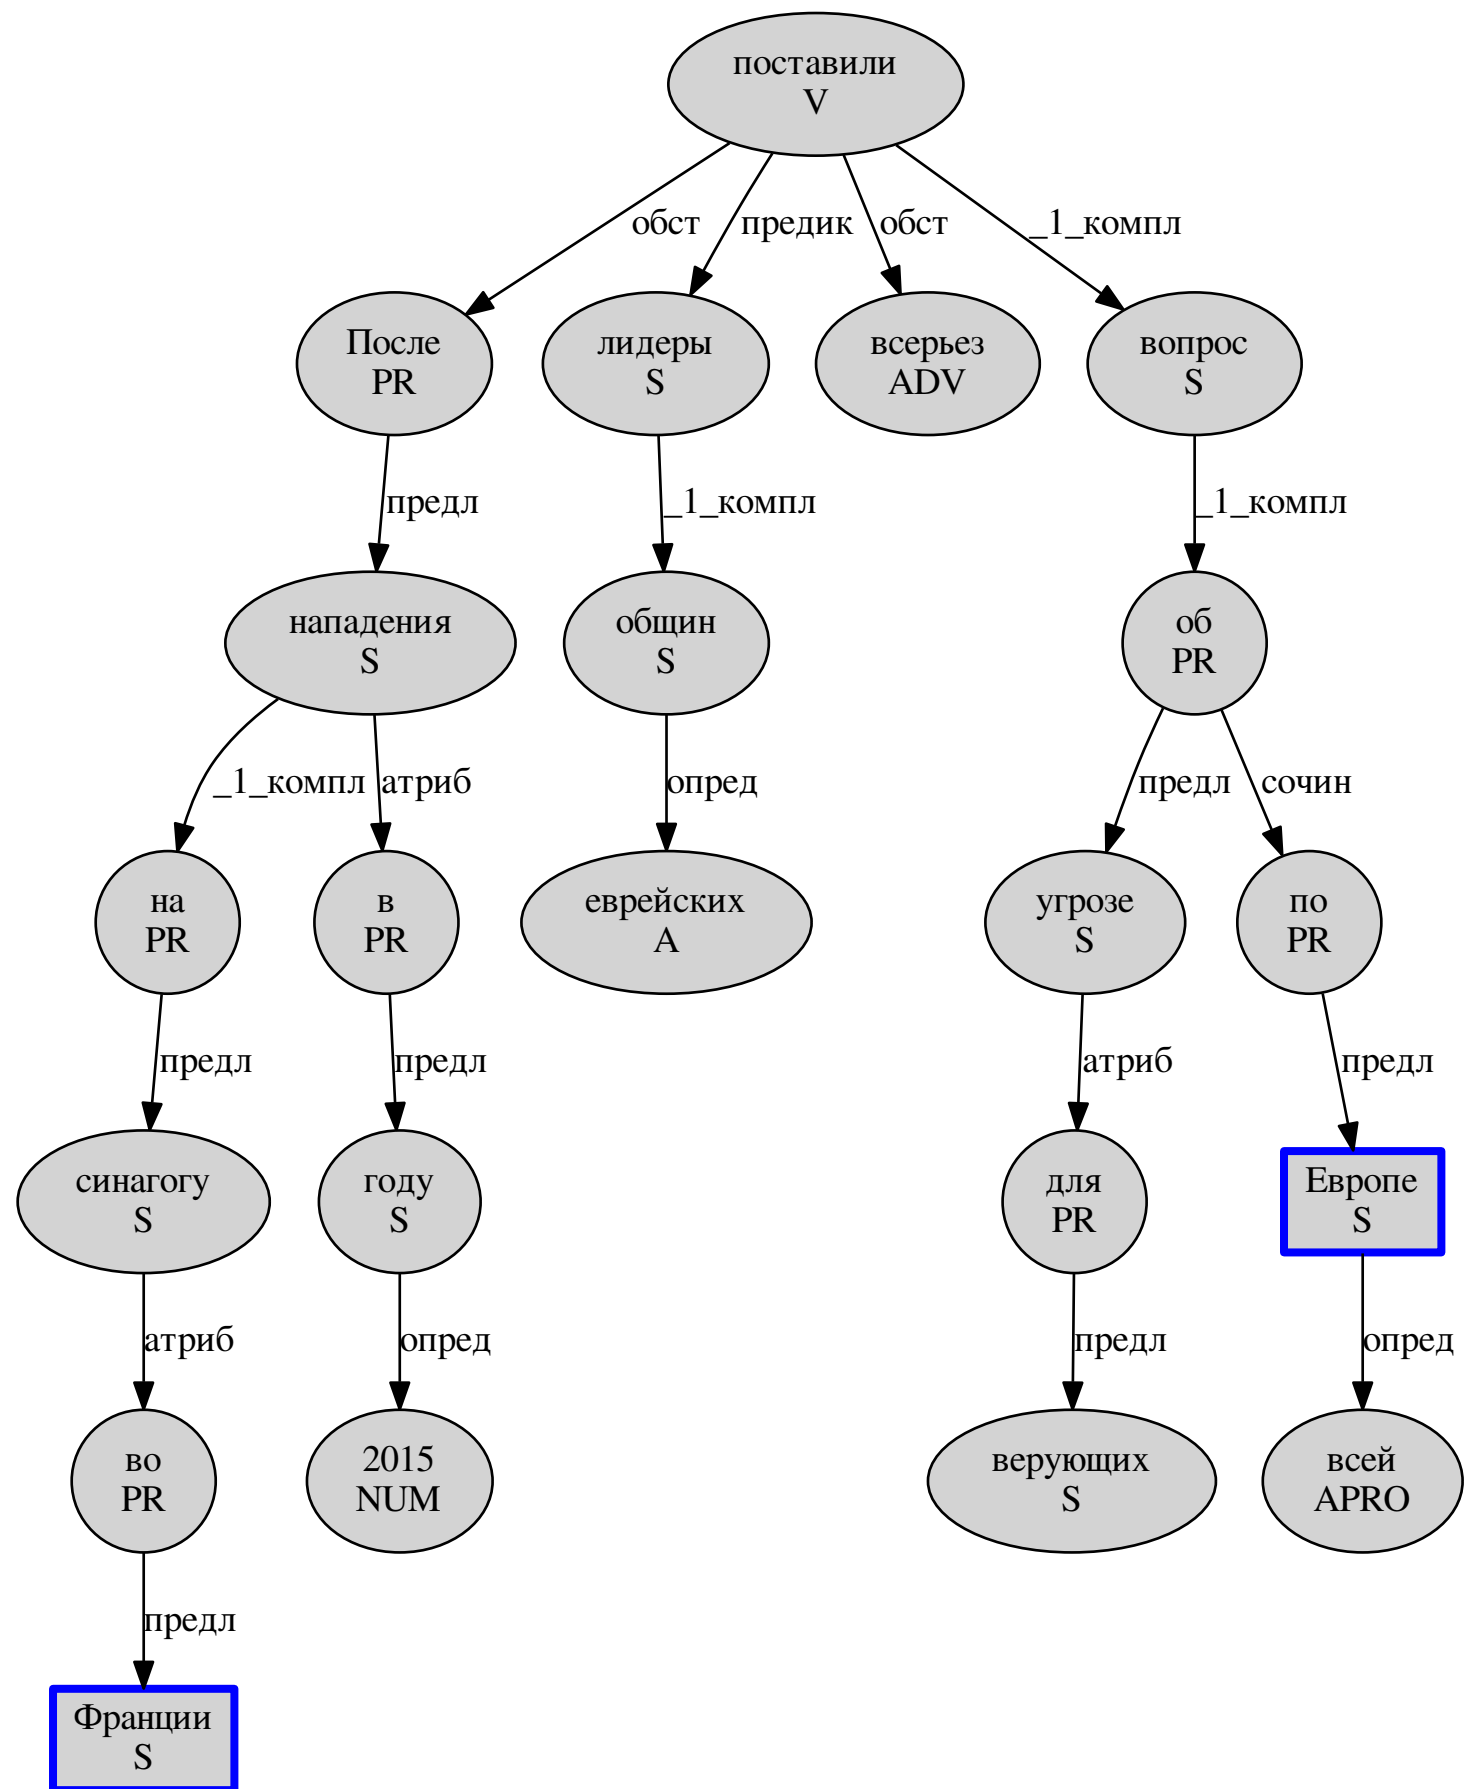 поставили
V
обст
предик
обст
_1_компл
После
PR
лидеры
S
всерьез
ADV
вопрос
S
предл
_1_компл
_1_компл
нападения
S
общин
S
об
PR
_1_компл
атриб
опред
предл
сочин
на
PR
в
PR
еврейских
A
угрозе
S
по
PR
предл
предл
атриб
предл
синагогу
S
году
S
для
PR
Европе
S
атриб
опред
предл
опред
во
PR
2015
NUM
верующих
S
всей
APRO
предл
Франции
S